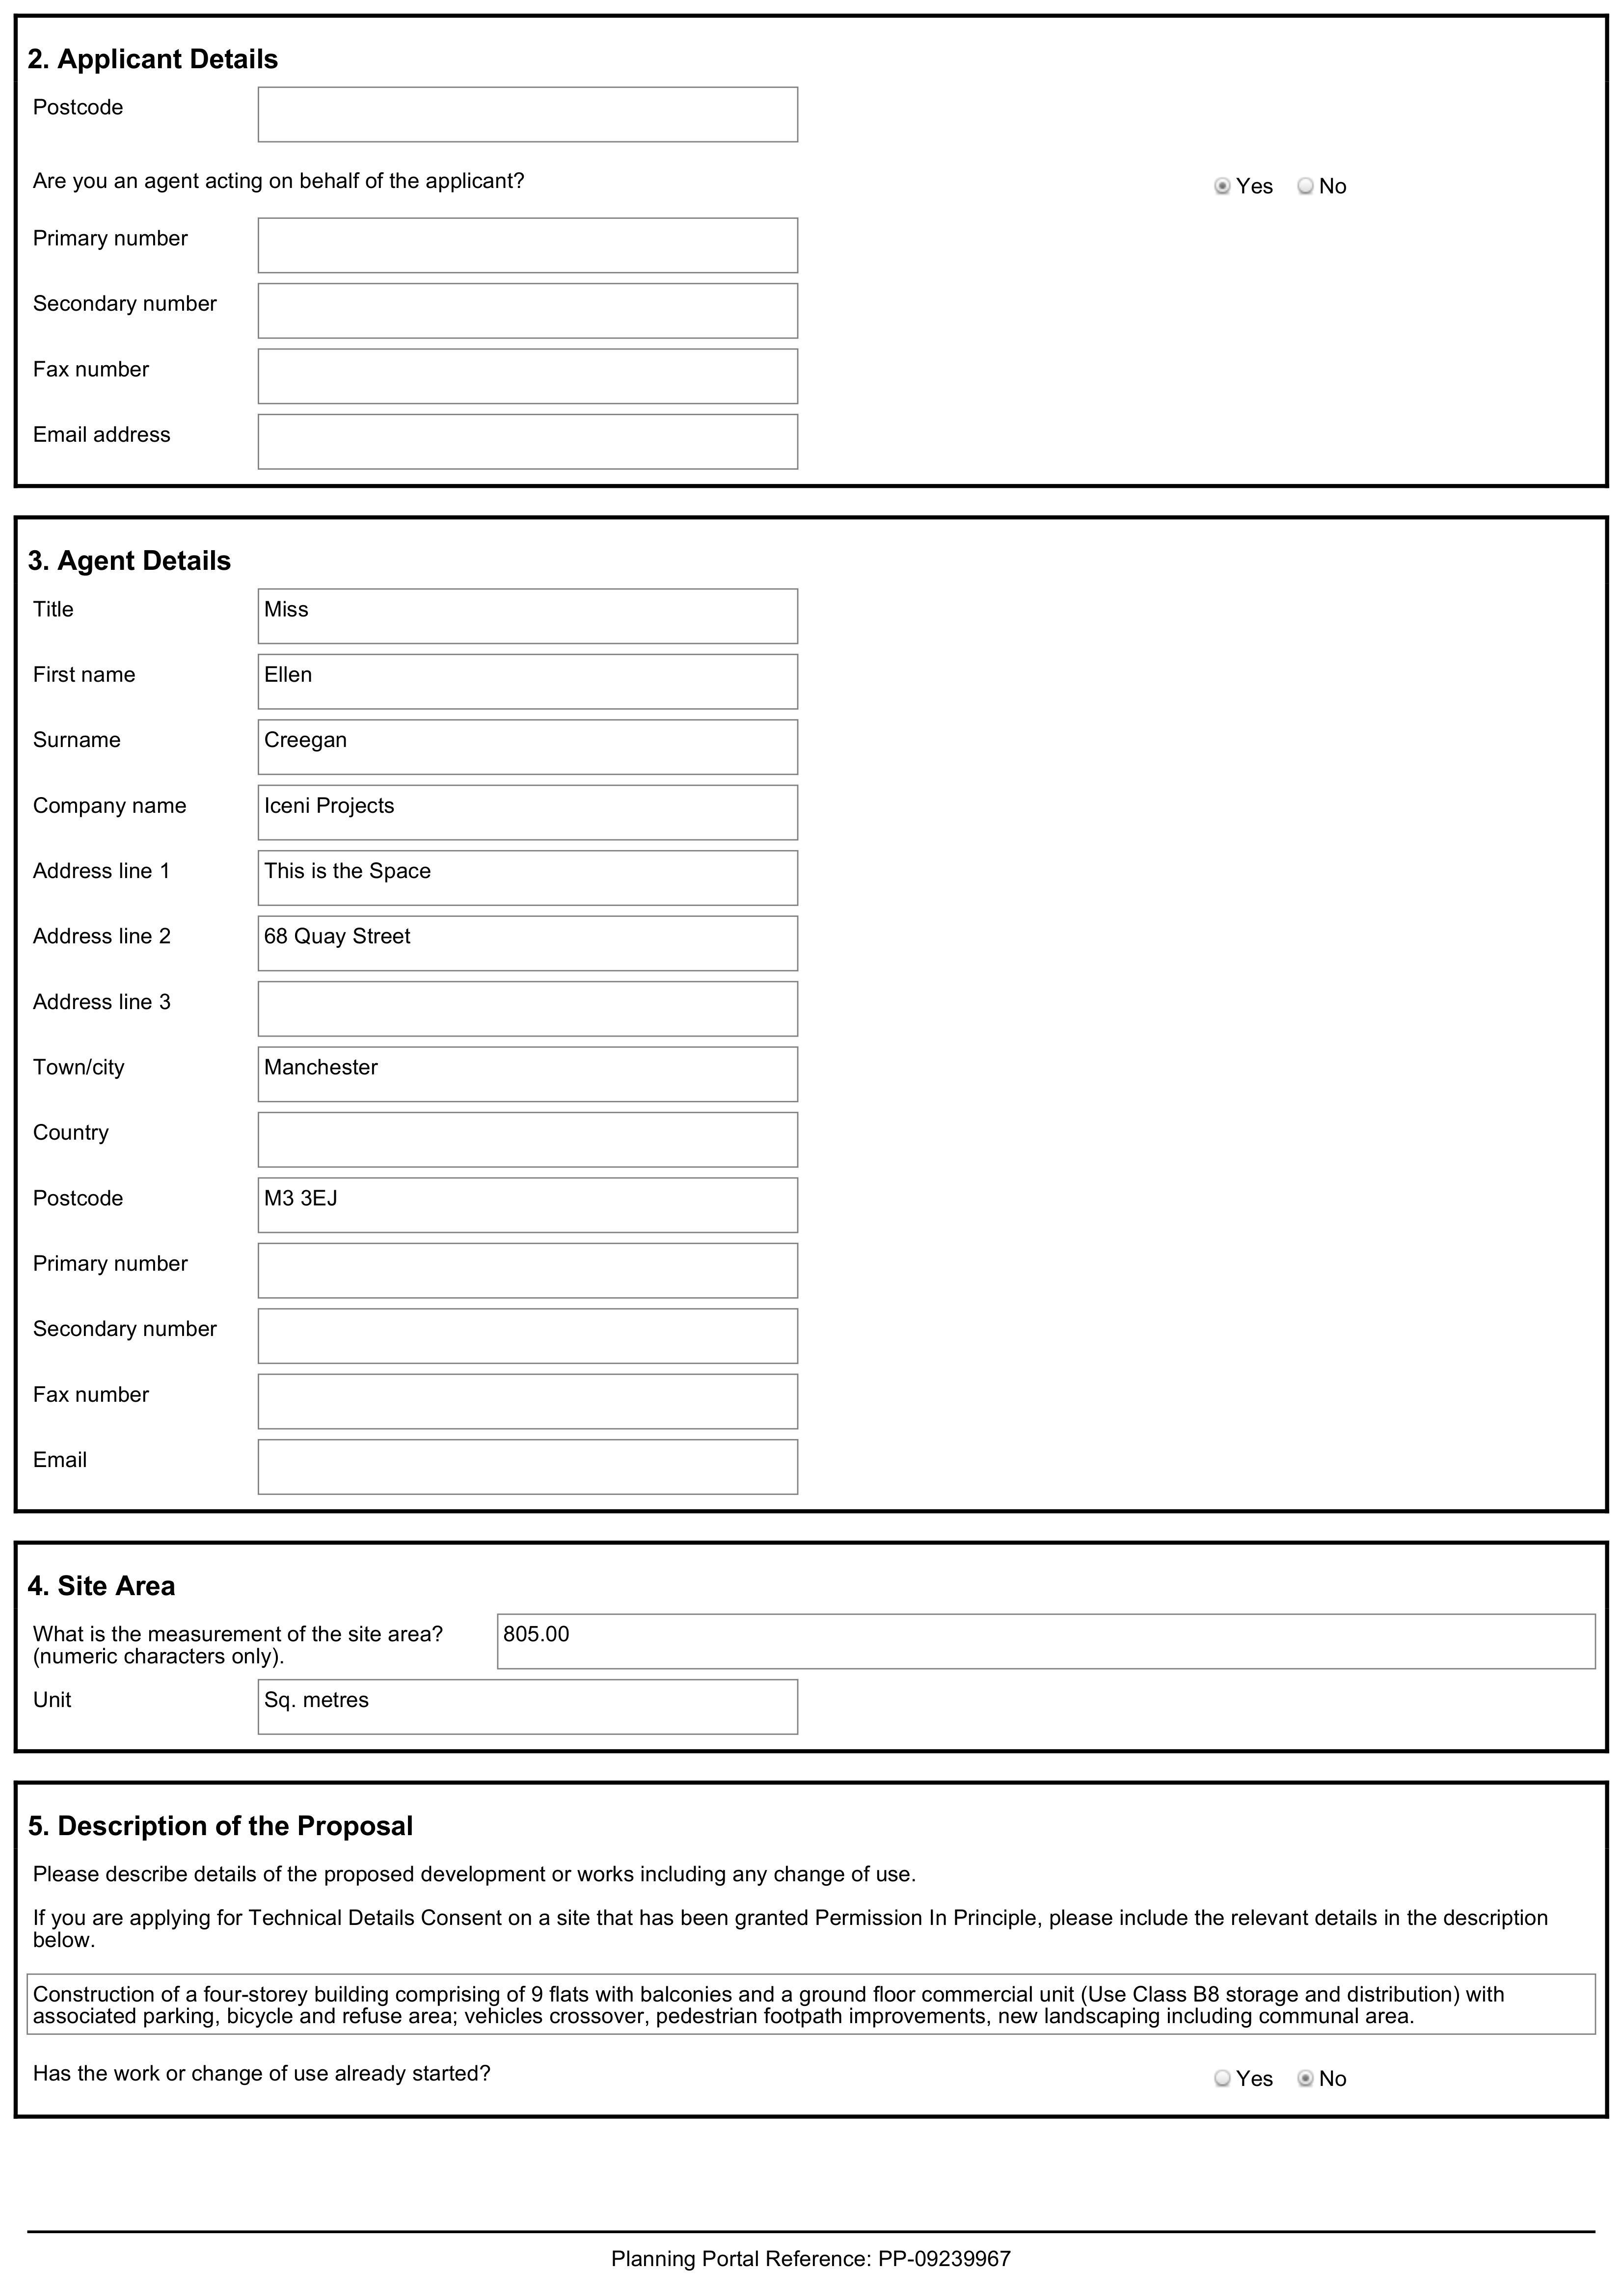 2. Applicant Details
Postcode
Are you an agent acting on behalf of the applicant?
Yes No
Primary number
Secondary number
Fax number
Email address
3. Agent Details
Title Miss
First name Ellen
Surname Creegan
Company name Iceni Projects
Address line 1 This is the Space
Address line 2 68 Quay Street
Address line 3
Town/city Manchester
Country
Postcode M3 3EJ
Primary number
Secondary number
Fax number
Email
4. Site Area
What is the measurement of the site area? 805.00
(numeric characters only).
Unit Sq. metres
5. Description of the Proposal
Please describe details of the proposed development or works including any change of use.
If you are applying for Technical Details Consent on a site that has been granted Permission In Principle, please include the relevant details in the description
below.
Construction of a four-storey building comprising of 9 flats with balconies and a ground floor commercial unit (Use Class B8 storage and distribution) with
associated parking, bicycle and refuse area; vehicles crossover, pedestrian footpath improvements, new landscaping including communal area.
Has the work or change of use already started?
Yes No
Planning Portal Reference: PP-09239967